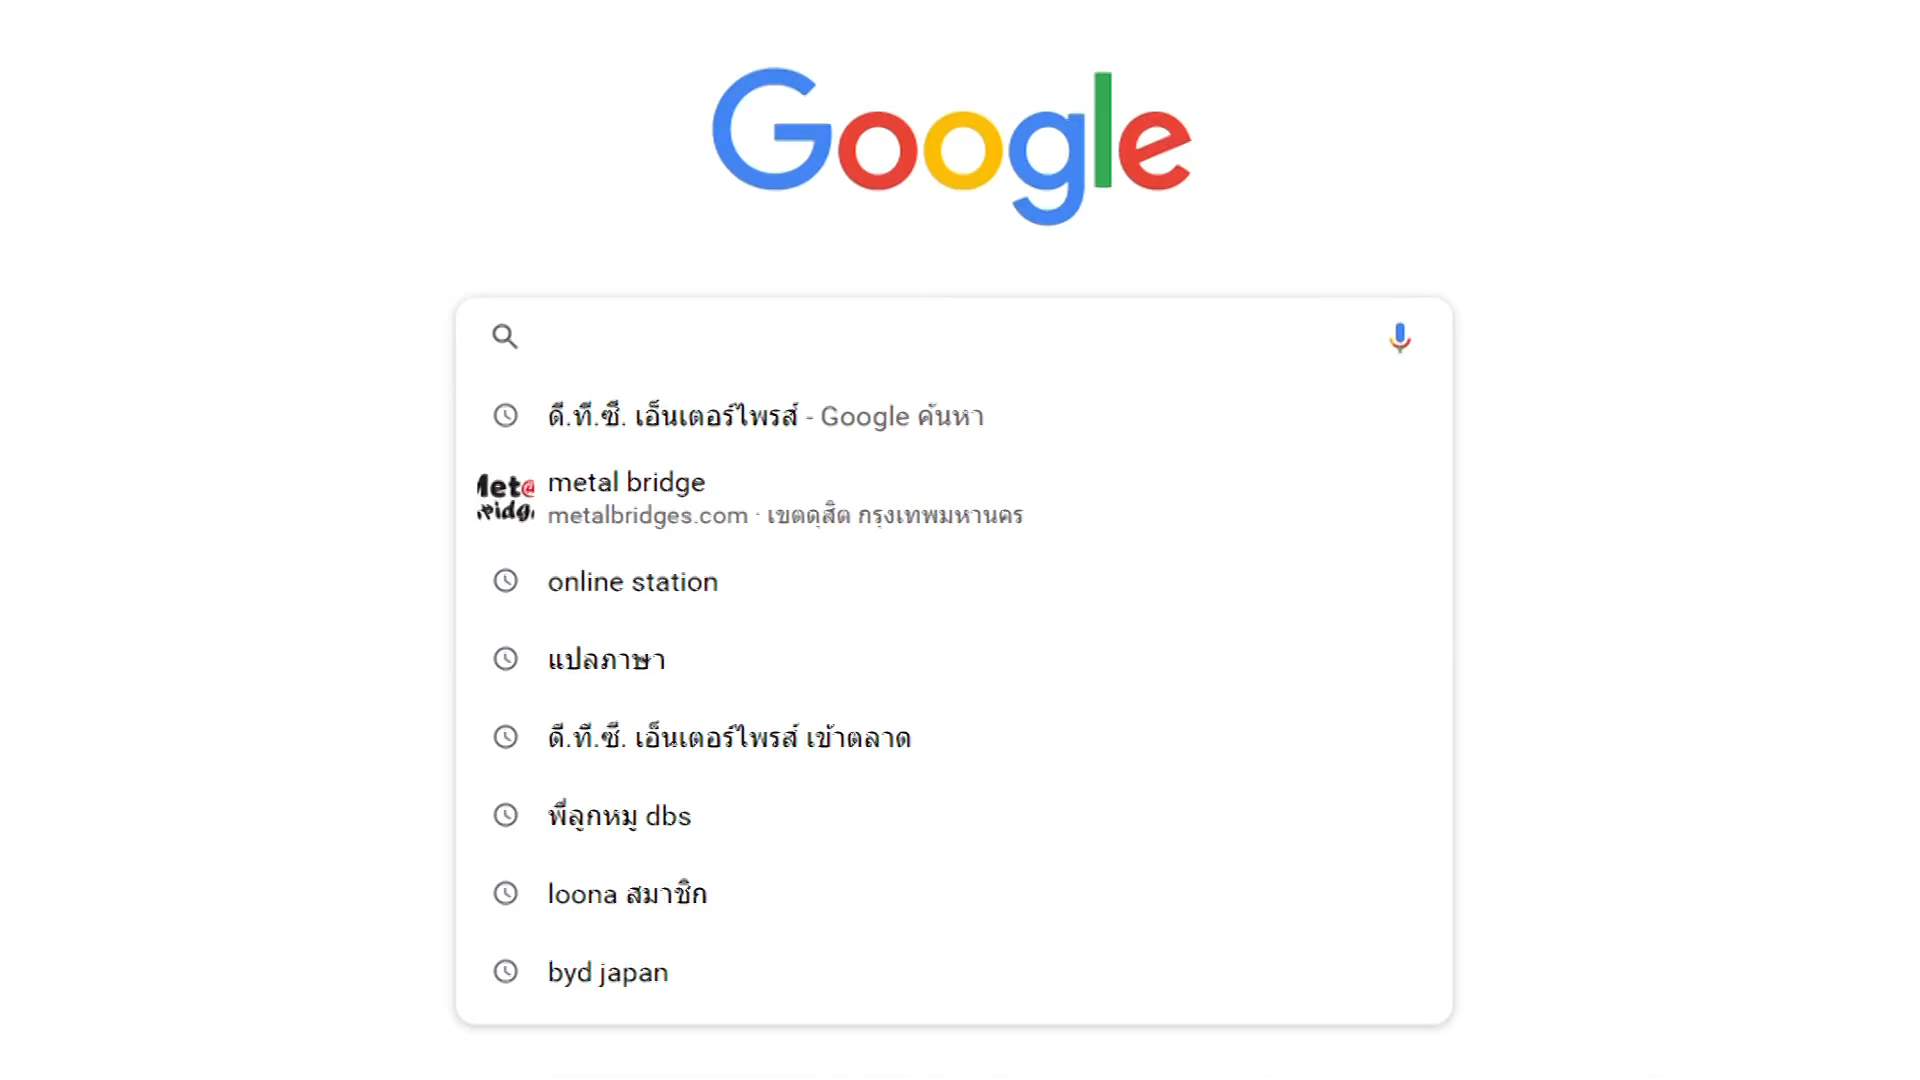 Google
ดี.ที.ซี. เอ็นเตอร์ไพรส์ - Google ค้นหา
metal bridge
metalbridges.com · เขตดุสิต กรุงเทพมหานคร
online station
แปลภาษา
ดี.ที.ซี. เอ็นเตอร์ไพรส์ เข้าตลาด
พี่ลูกหมู dbs
loona สมาชิก
byd japan